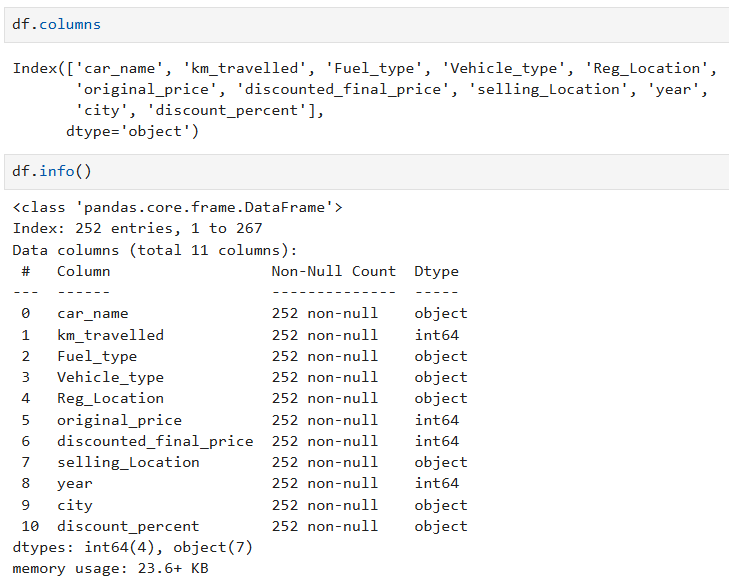 df.columns
Index(['car_name', 'km_travelled', 'Fuel_type', 'Vehicle_type', 'Reg_Location',
       'original_price', 'discounted_final_price', 'selling_Location', 'year',
       'city', 'discount_percent'],
      dtype='object')
df.info()
<class 'pandas.core.frame.DataFrame'>
Index: 252 entries, 1 to 267
Data columns (total 11 columns):
 #   Column                  Non-Null Count  Dtype
---  ------                  --------------  -----
 0   car_name                252 non-null    object
 1   km_travelled            252 non-null    int64
 2   Fuel_type               252 non-null    object
 3   Vehicle_type            252 non-null    object
 4   Reg_Location            252 non-null    object
 5   original_price          252 non-null    int64
 6   discounted_final_price  252 non-null    int64
 7   selling_Location        252 non-null    object
 8   year                    252 non-null    int64
 9   city                    252 non-null    object
 10  discount_percent        252 non-null    object
dtypes: int64(4), object(7)
memory usage: 23.6+ KB